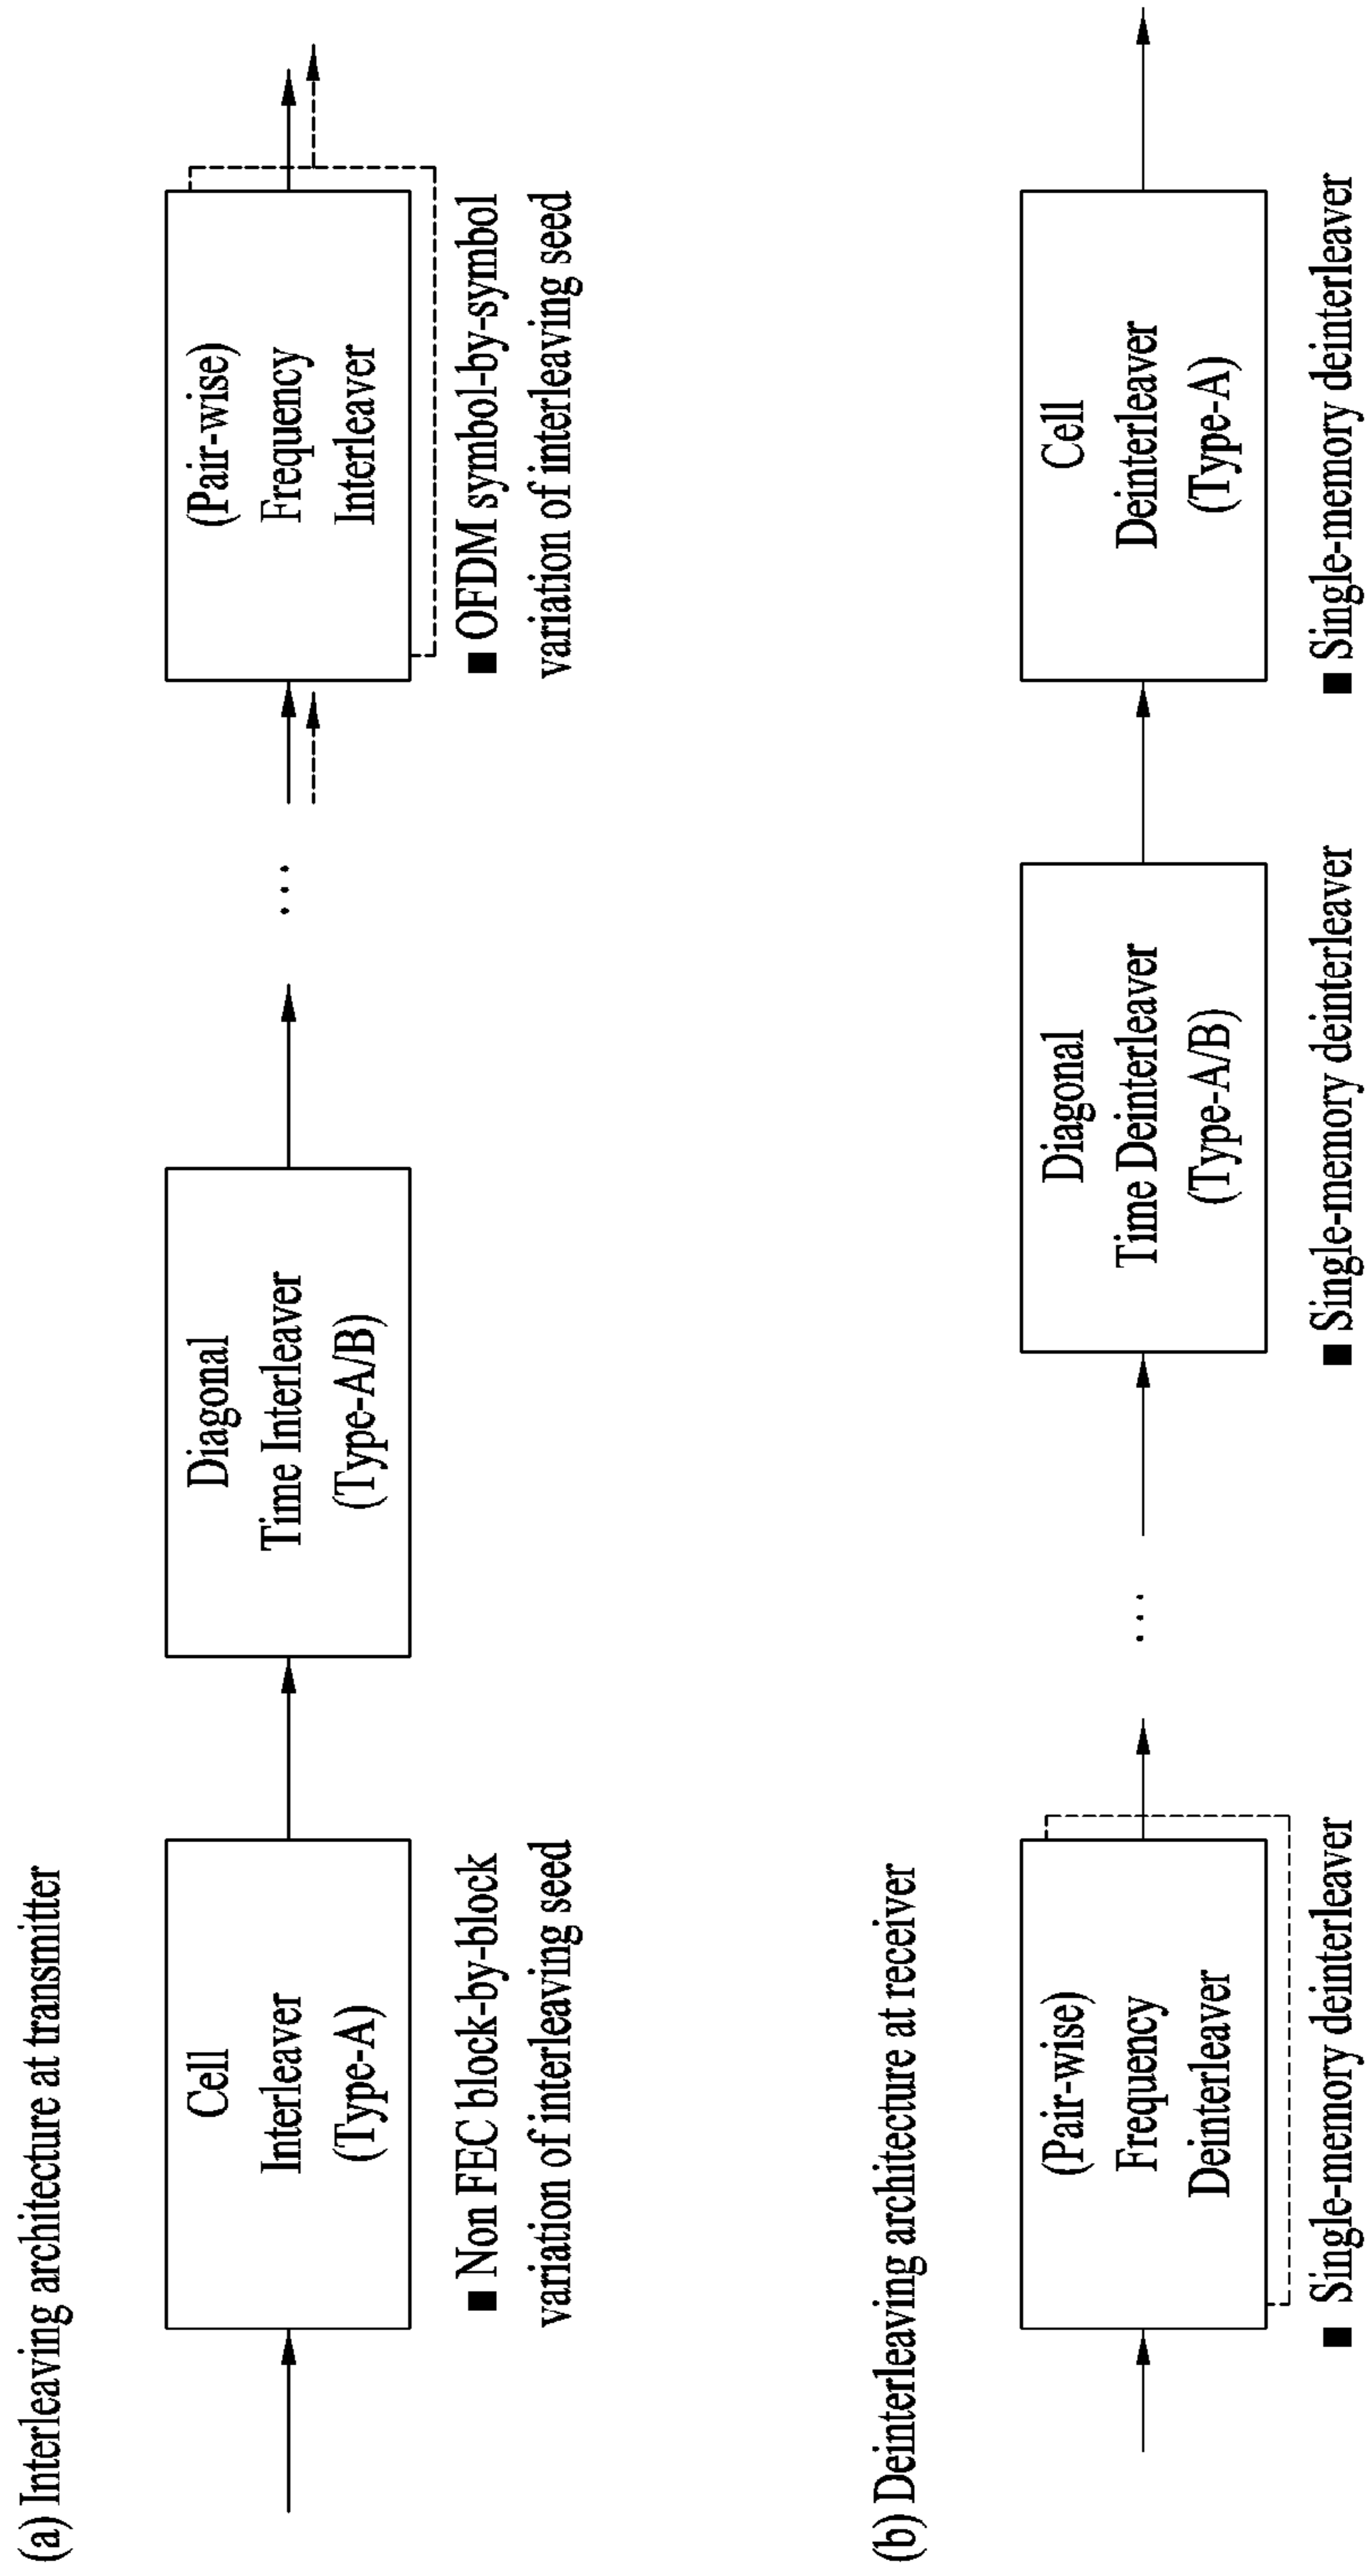 (a) Interleaving architecture at transmitter
Cell
Interleaver
(Type-A)
■ Non FEC block-by-block
variation of interleaving seed
Diagonal
Time Interleaver
(Type-A/B)
...
(Pair-wise)
Frequency
Interleaver
■ OFDM symbol-by-symbol
variation of interleaving seed
(b) Deinterleaving architecture at receiver
(Pair-wise)
Frequency
Deinterleaver
■ Single-memory deinterleaver
...
Diagonal
Time Deinterleaver
(Type-A/B)
■ Single-memory deinterleaver
Cell
Deinterleaver
(Type-A)
■ Single-memory deinterleaver